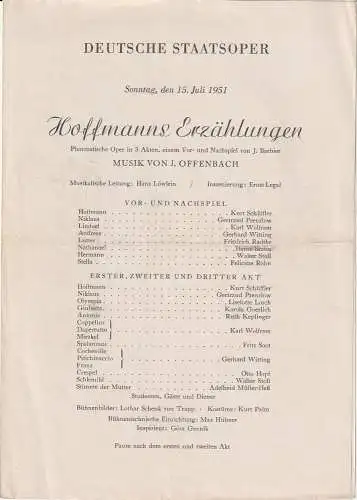 DEUTSCHE STAATSOPER
Sonntag, den 15. Juli 1951
Hoffmanns Erzählungen
Phantastische Oper in 3 Akten, einem Vor- und Nachspiel von J. Barbier
MUSIK VON J. OFFENBACH
Musikalische Leitung: Hans Löwlein / Inszenierung: Ernst Legal
VOR- UND NACHSPIEL
Hoffmann . . . Kurt Schüffler
Niklaus . . . Gertraud Prenzlow
Lindorf . . . Karl Wolfram
Andreas . . . Gerhard Witting
Luther . . . Friedrich Radtke
Nathanael . . . Heinz
Hermann . . . Walter Stoll
Stella . . . Felicitas Rohn
ERSTER, ZWEITER UND DRITTER AKT
Hoffmann . . . Kurt Schüffler
Niklaus . . . Gertraud Prenzlow
Olympia . . . Liselotte Losch
Giulietta . . . Karola Goerlich
Antonia . . . Ruth Keplinger
Coppelius
Dapertutto } . . . Karl Wolfram
Mirakel
Spalanzani . . . Fritz Soot
Cochenille
Pitichinaccio } . . . Gerhard Witting
Franz
Crespel . . . Otto Hopf
Schlemihl . . . Walter Stoll
Stimme der Mutter . . . Adelheid Müller-Heß
Studenten, Gäste und Diener
Bühnenbilder: Lothar Schenk von Trapp · Kostüme: Kurt Palm
Bühnentechnische Einrichtung: Max Hübner
Inspizient: Götz
Pause nach dem ersten und zweiten Akt